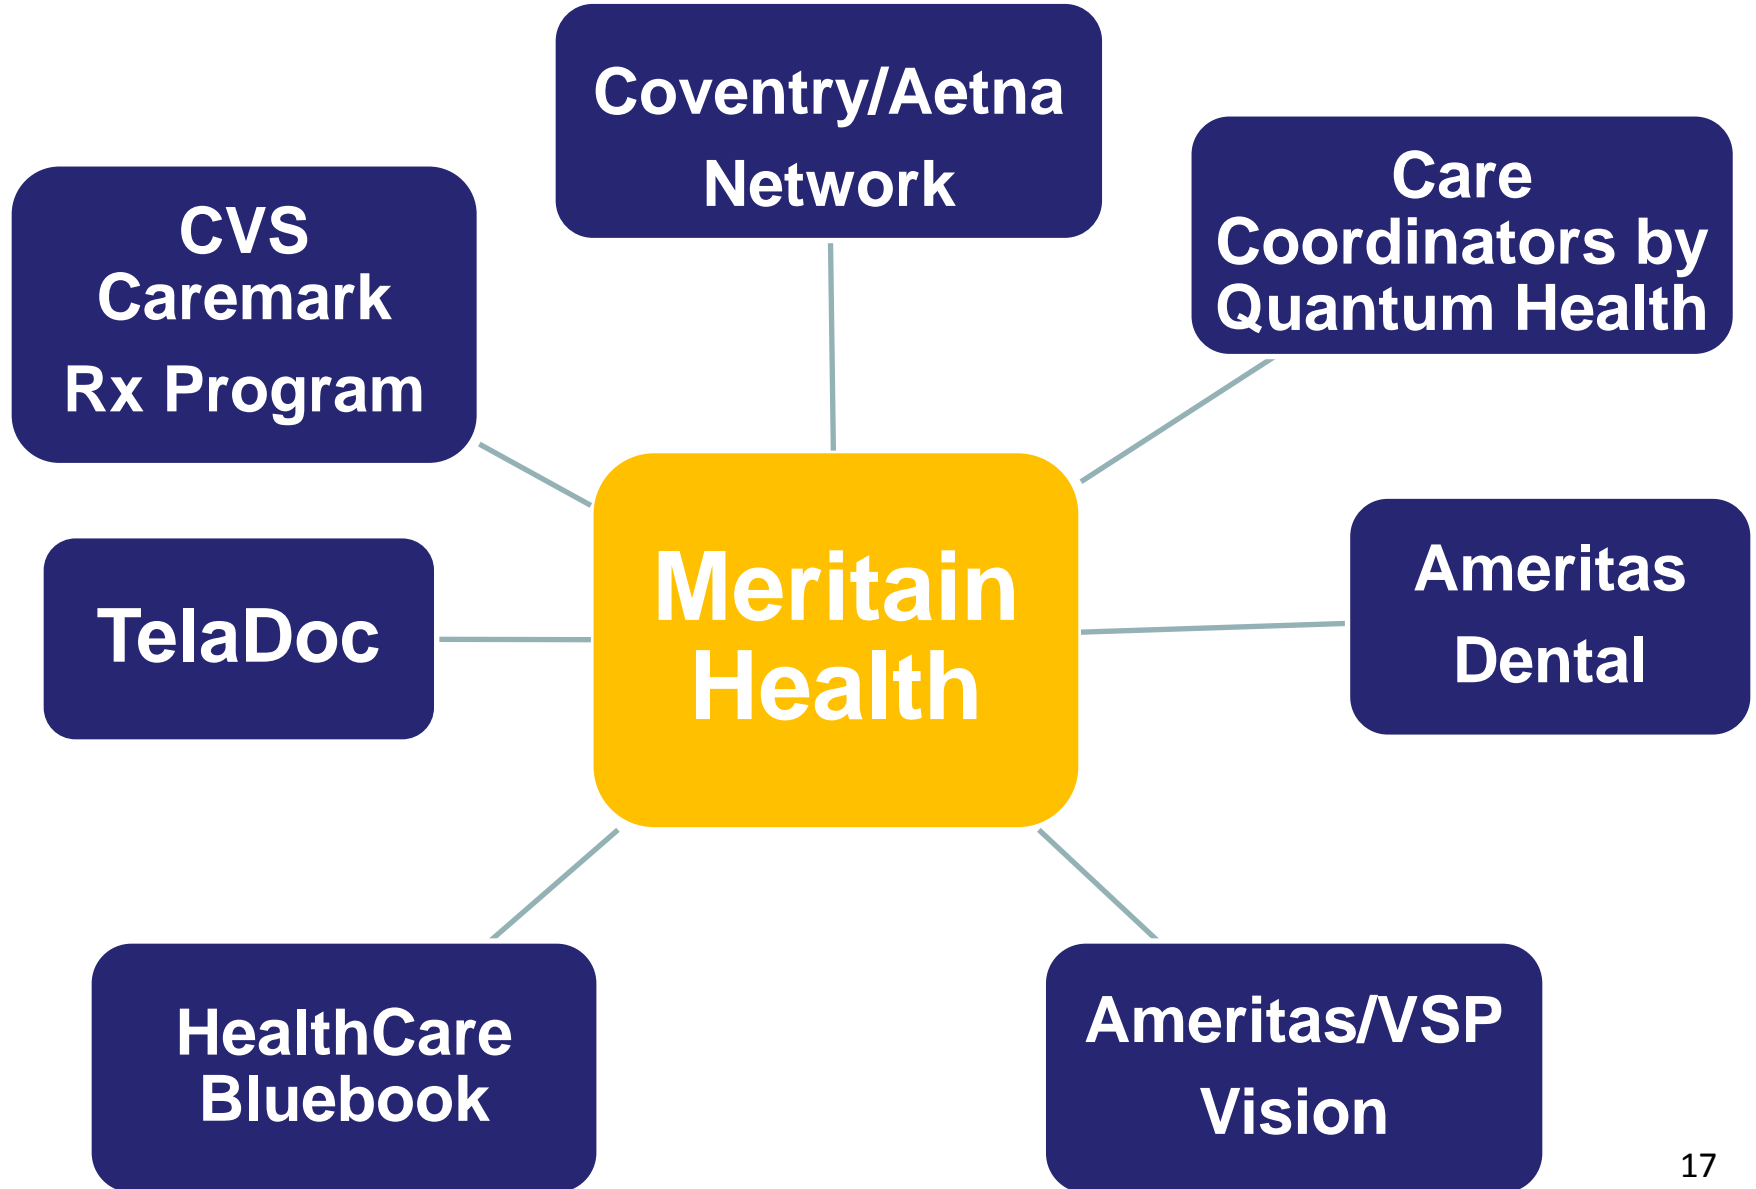 Coventry/Aetna
Network
Care
Coordinators by
Quantum Health
CVS
Caremark
Rx Program
Meritain
Health
Ameritas
Dental
TelaDoc
HealthCare
Bluebook
Ameritas/VSP
Vision
17